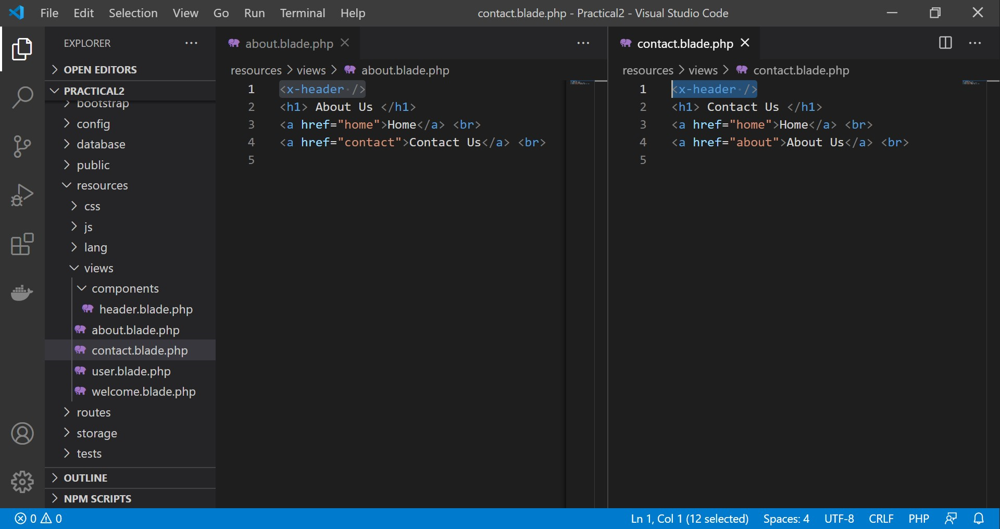 File Edit Selection View Go Run Terminal Help
contact.blade.php - Practical2 - Visual Studio Code
EXPLORER
OPEN EDITORS
PRACTICAL2
bootstrap
config
database
public
resources
css
js
lang
views
components
header.blade.php
about.blade.php
contact.blade.php
user.blade.php
welcome.blade.php
routes
storage
tests
OUTLINE
NPM SCRIPTS
about.blade.php
resources > views > about.blade.php
1 <x-header />
2 <h1> About Us </h1>
3 <a href="home">Home</a> <br>
4 <a href="contact">Contact Us</a> <br>
5
contact.blade.php
resources > views > contact.blade.php
1 <x-header />
2 <h1> Contact Us </h1>
3 <a href="home">Home</a> <br>
4 <a href="about">About Us</a> <br>
5
0 0
Ln 1, Col 1 (12 selected) Spaces: 4 UTF-8 CRLF PHP